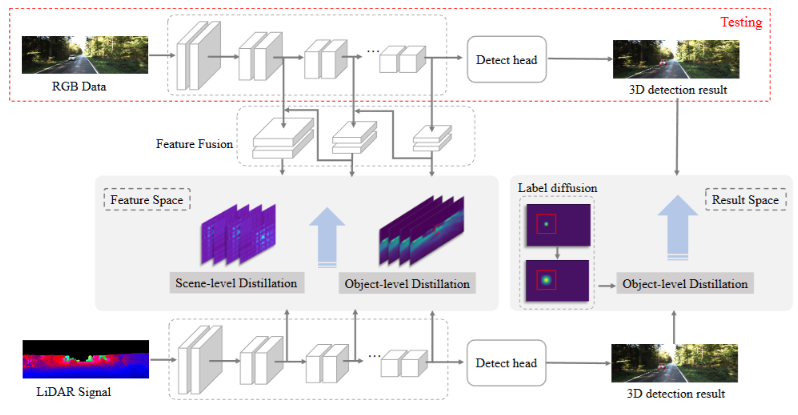 Testing
RGB Data
...
Detect head
3D detection result
Feature Fusion
Feature Space
Scene-level Distillation
Object-level Distillation
Label diffusion
Result Space
Object-level Distillation
LiDAR Signal
...
Detect head
3D detection result